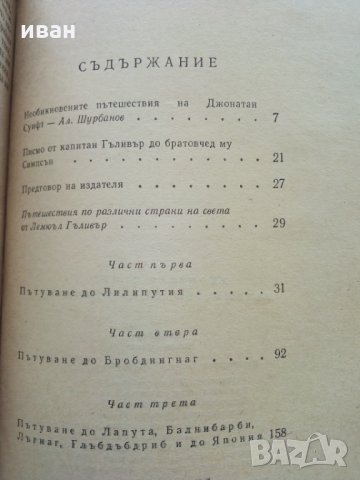 иван
СЪДЪРЖАНИЕ
Необикновените пътешествия на Джонатан
Суифт — Ал. Шурбанов . . . . . . . . 7
Писмо от капитан Гъливър до братовчед му
Симпсън . . . . . . . . . . 21
Предговор на издателя . . . . . . . 27
Пътешествия по различни страни на света
от Лемюъл Гъливър . . . . . . . . 29
Част първа
Пътуване до Лилипутия . . . . . 31
Част втора
Пътуване до Бробдингнаг . . . . . 92
Част трета
Пътуване до Лапута, Балнибарби,
Лъгнаг, Глъбдъбдриб и до Япония 158
BAZAR